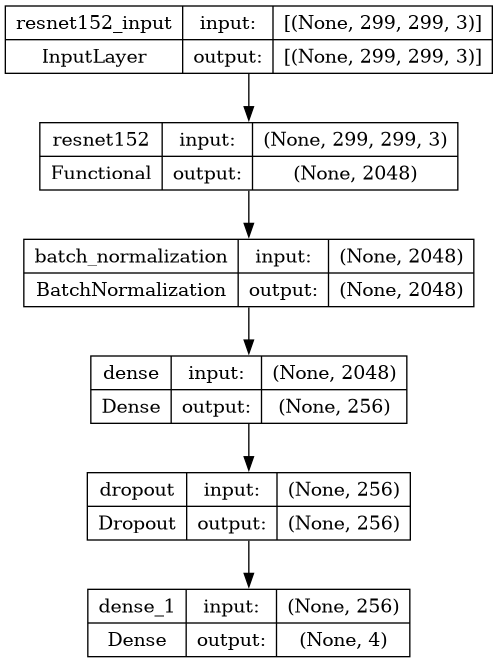 resnet152_input input: [(None, 299, 299, 3)]
InputLayer output: [(None, 299, 299, 3)]
resnet152 input: (None, 299, 299, 3)
Functional output: (None, 2048)
batch_normalization input: (None, 2048)
BatchNormalization output: (None, 2048)
dense input: (None, 2048)
Dense output: (None, 256)
dropout input: (None, 256)
Dropout output: (None, 256)
dense_1 input: (None, 256)
Dense output: (None, 4)